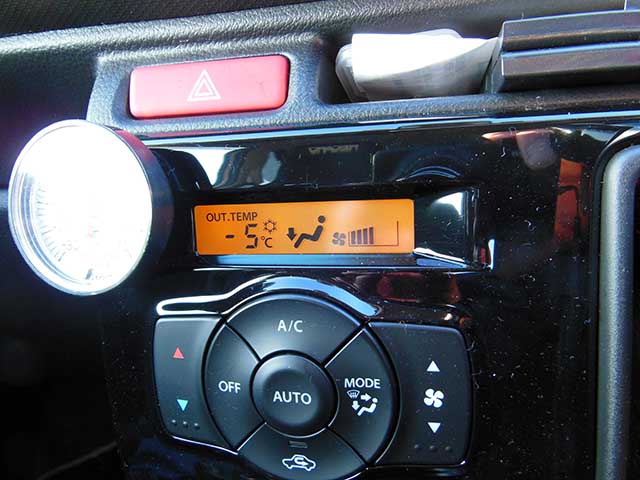 OUT.TEMP
- 5 °C
A/C
OFF
AUTO
MODE